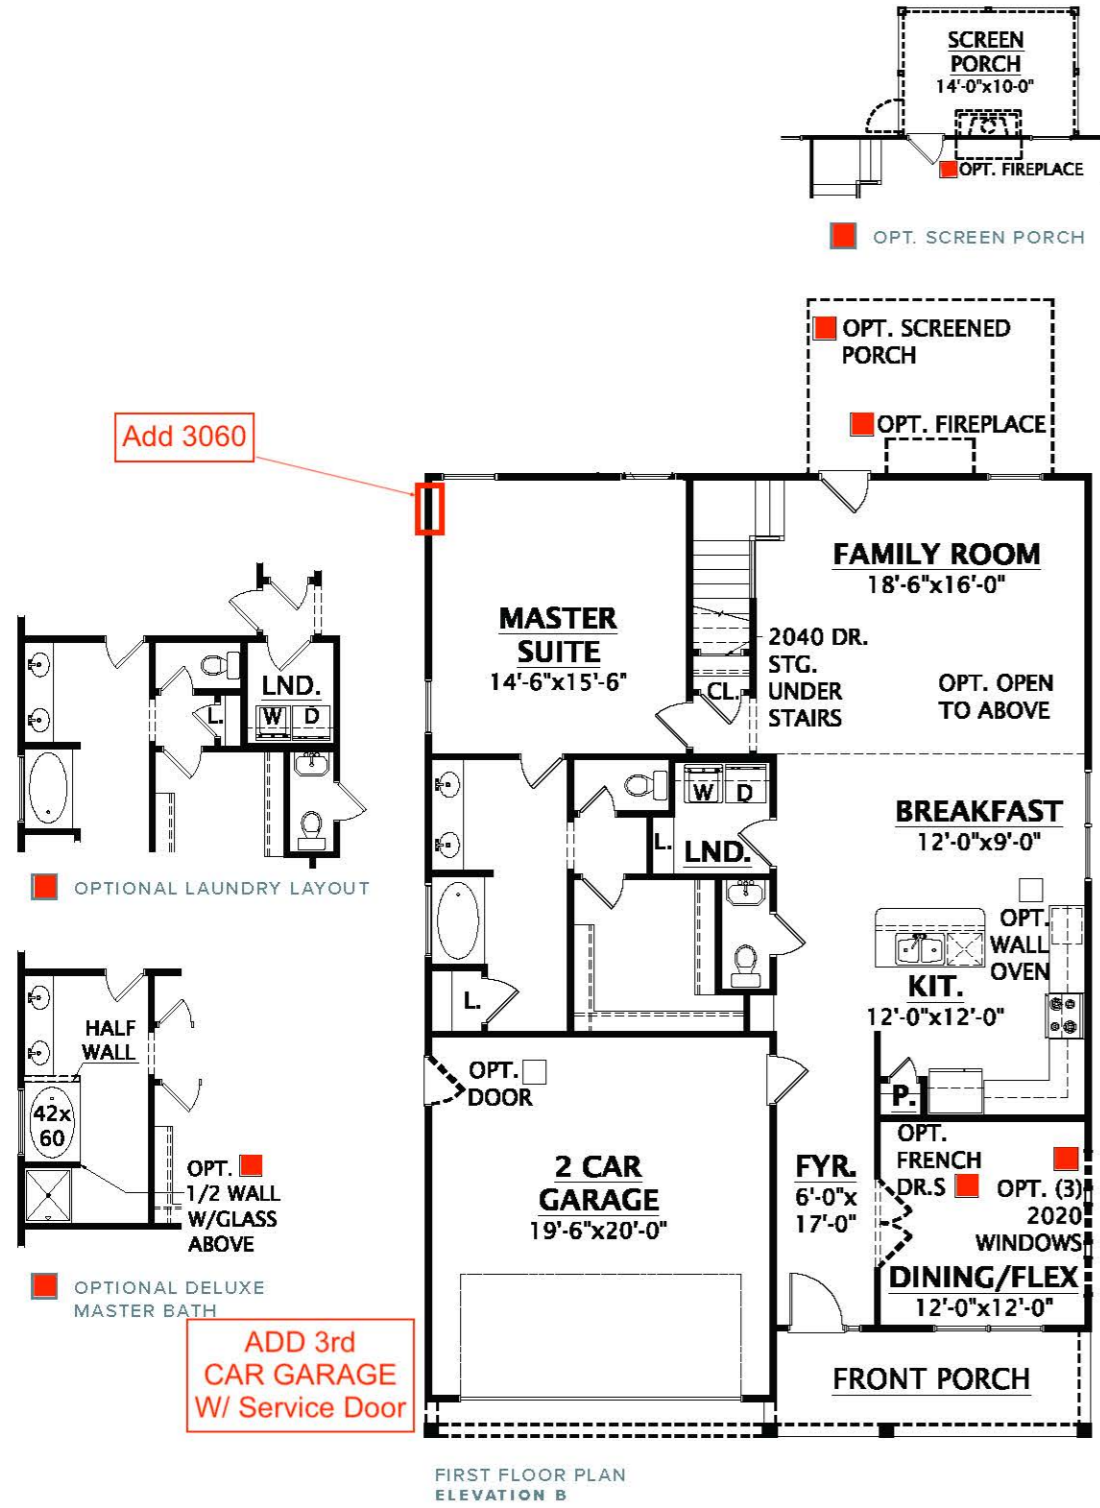 SCREEN
PORCH
14'-0"x10-0"
OPT. FIREPLACE
OPT. SCREEN PORCH
OPT. SCREENED
PORCH
OPT. FIREPLACE
Add 3060
FAMILY ROOM
18'-6"x16'-0"
MASTER
SUITE
14'-6"x15'-6"
2040 DR.
STG.
UNDER
STAIRS
CL.
OPT. OPEN
TO ABOVE
LND.
W D
L.
OPTIONAL LAUNDRY LAYOUT
W D
L.
LND.
BREAKFAST
12'-0"x9'-0"
OPT.
WALL
OVEN
KIT.
12'-0"x12'-0"
L.
P.
HALF
WALL
42x
60
OPT.
1/2 WALL
W/GLASS
ABOVE
OPTIONAL DELUXE
MASTER BATH
OPT.
DOOR
2 CAR
GARAGE
19'-6"x20'-0"
FYR.
6'-0"x
17'-0"
OPT.
FRENCH
DR.S
OPT. (3)
2020
WINDOWS
DINING/FLEX
12'-0"x12'-0"
ADD 3rd
CAR GARAGE
W/ Service Door
FRONT PORCH
FIRST FLOOR PLAN
ELEVATION B